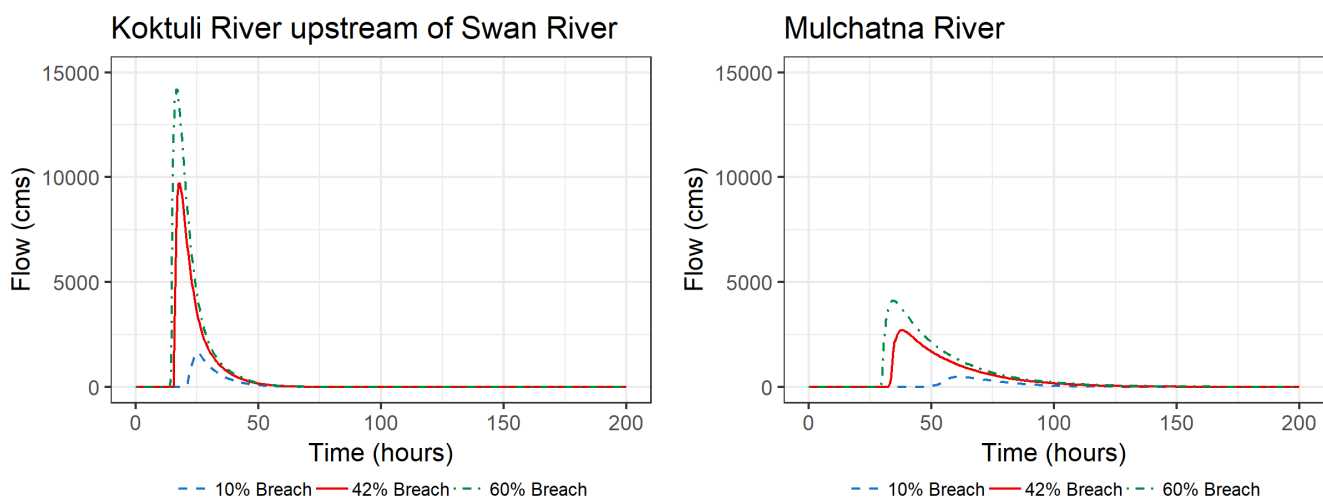 Koktuli River upstream of Swan River
15000
10000
5000
0
Flow (cms)
0 50 100 150 200
Time (hours)
10% Breach 42% Breach 60% Breach
Mulchatna River
15000
10000
5000
0
Flow (cms)
0 50 100 150 200
Time (hours)
10% Breach 42% Breach 60% Breach